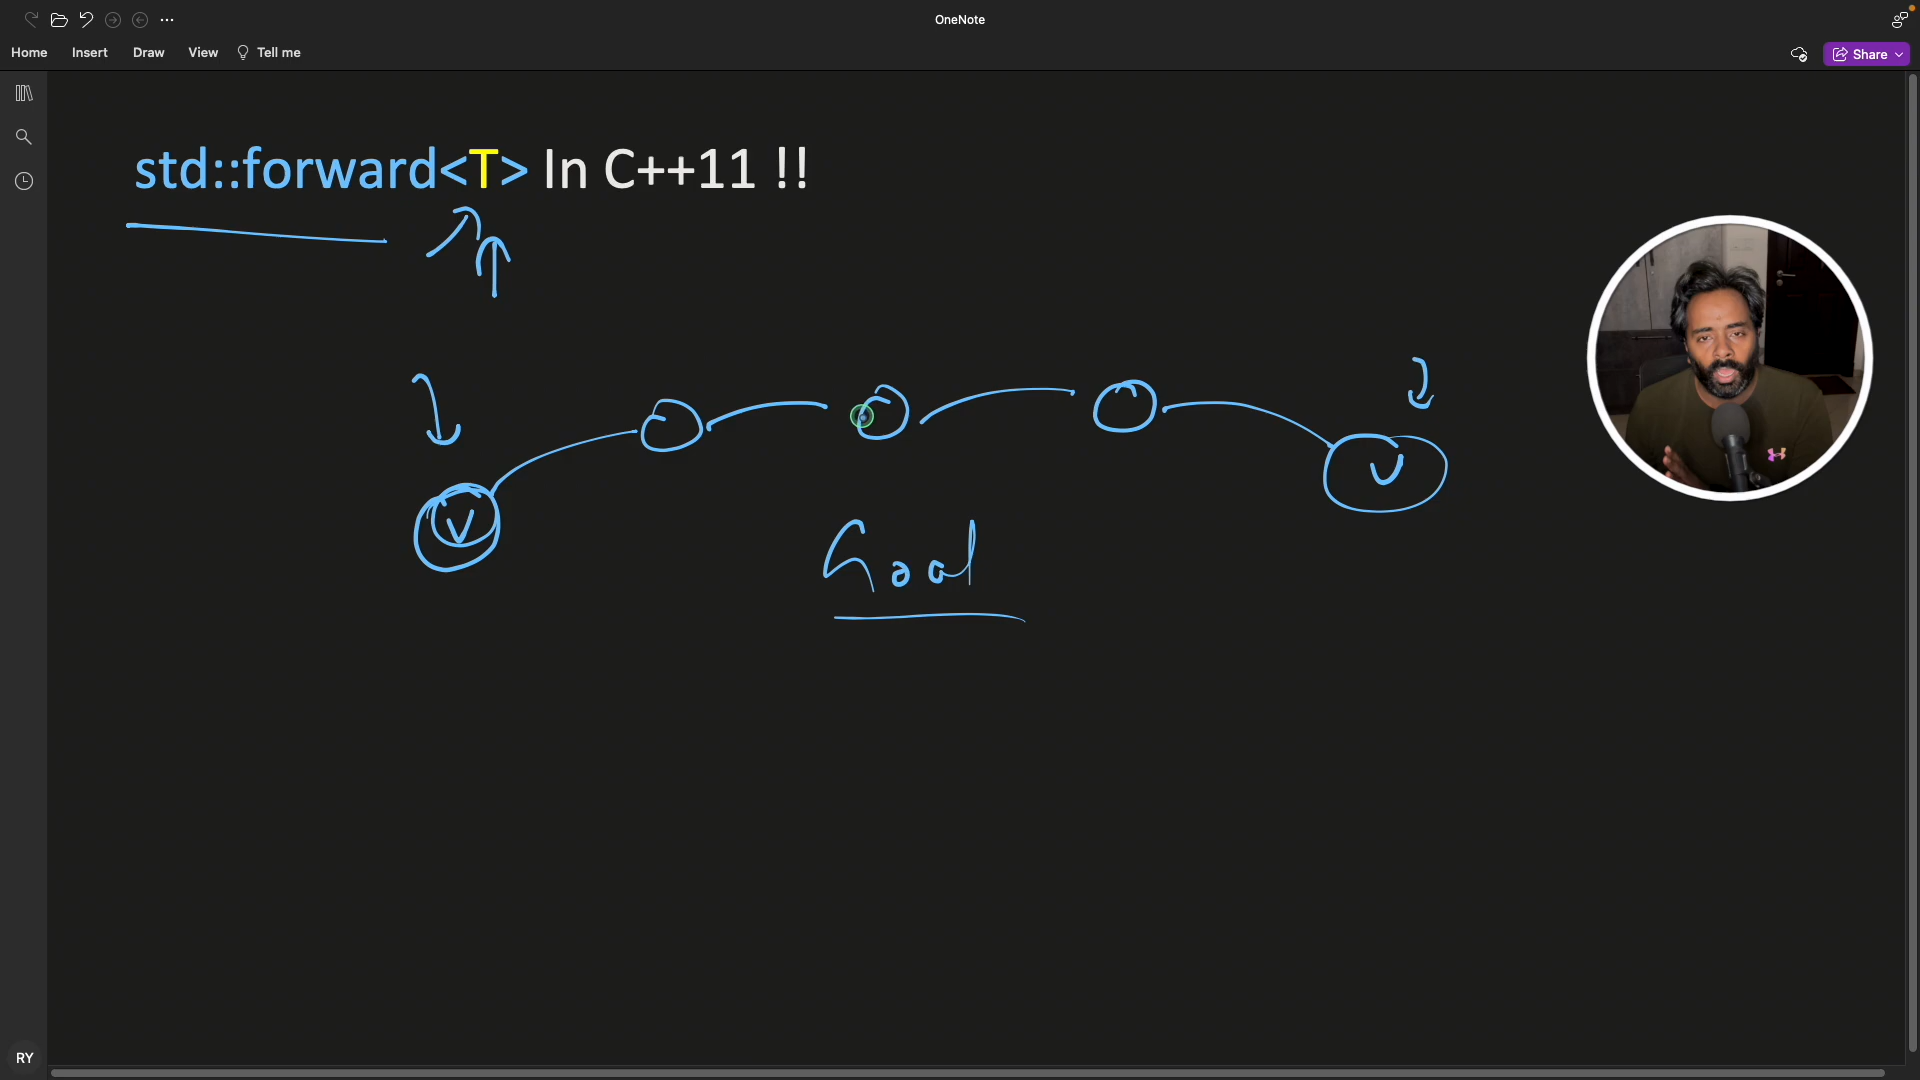 OneNote
Home Insert Draw View Tell me
Share
std::forward<T> In C++11 !!
V
V
Goal
RY